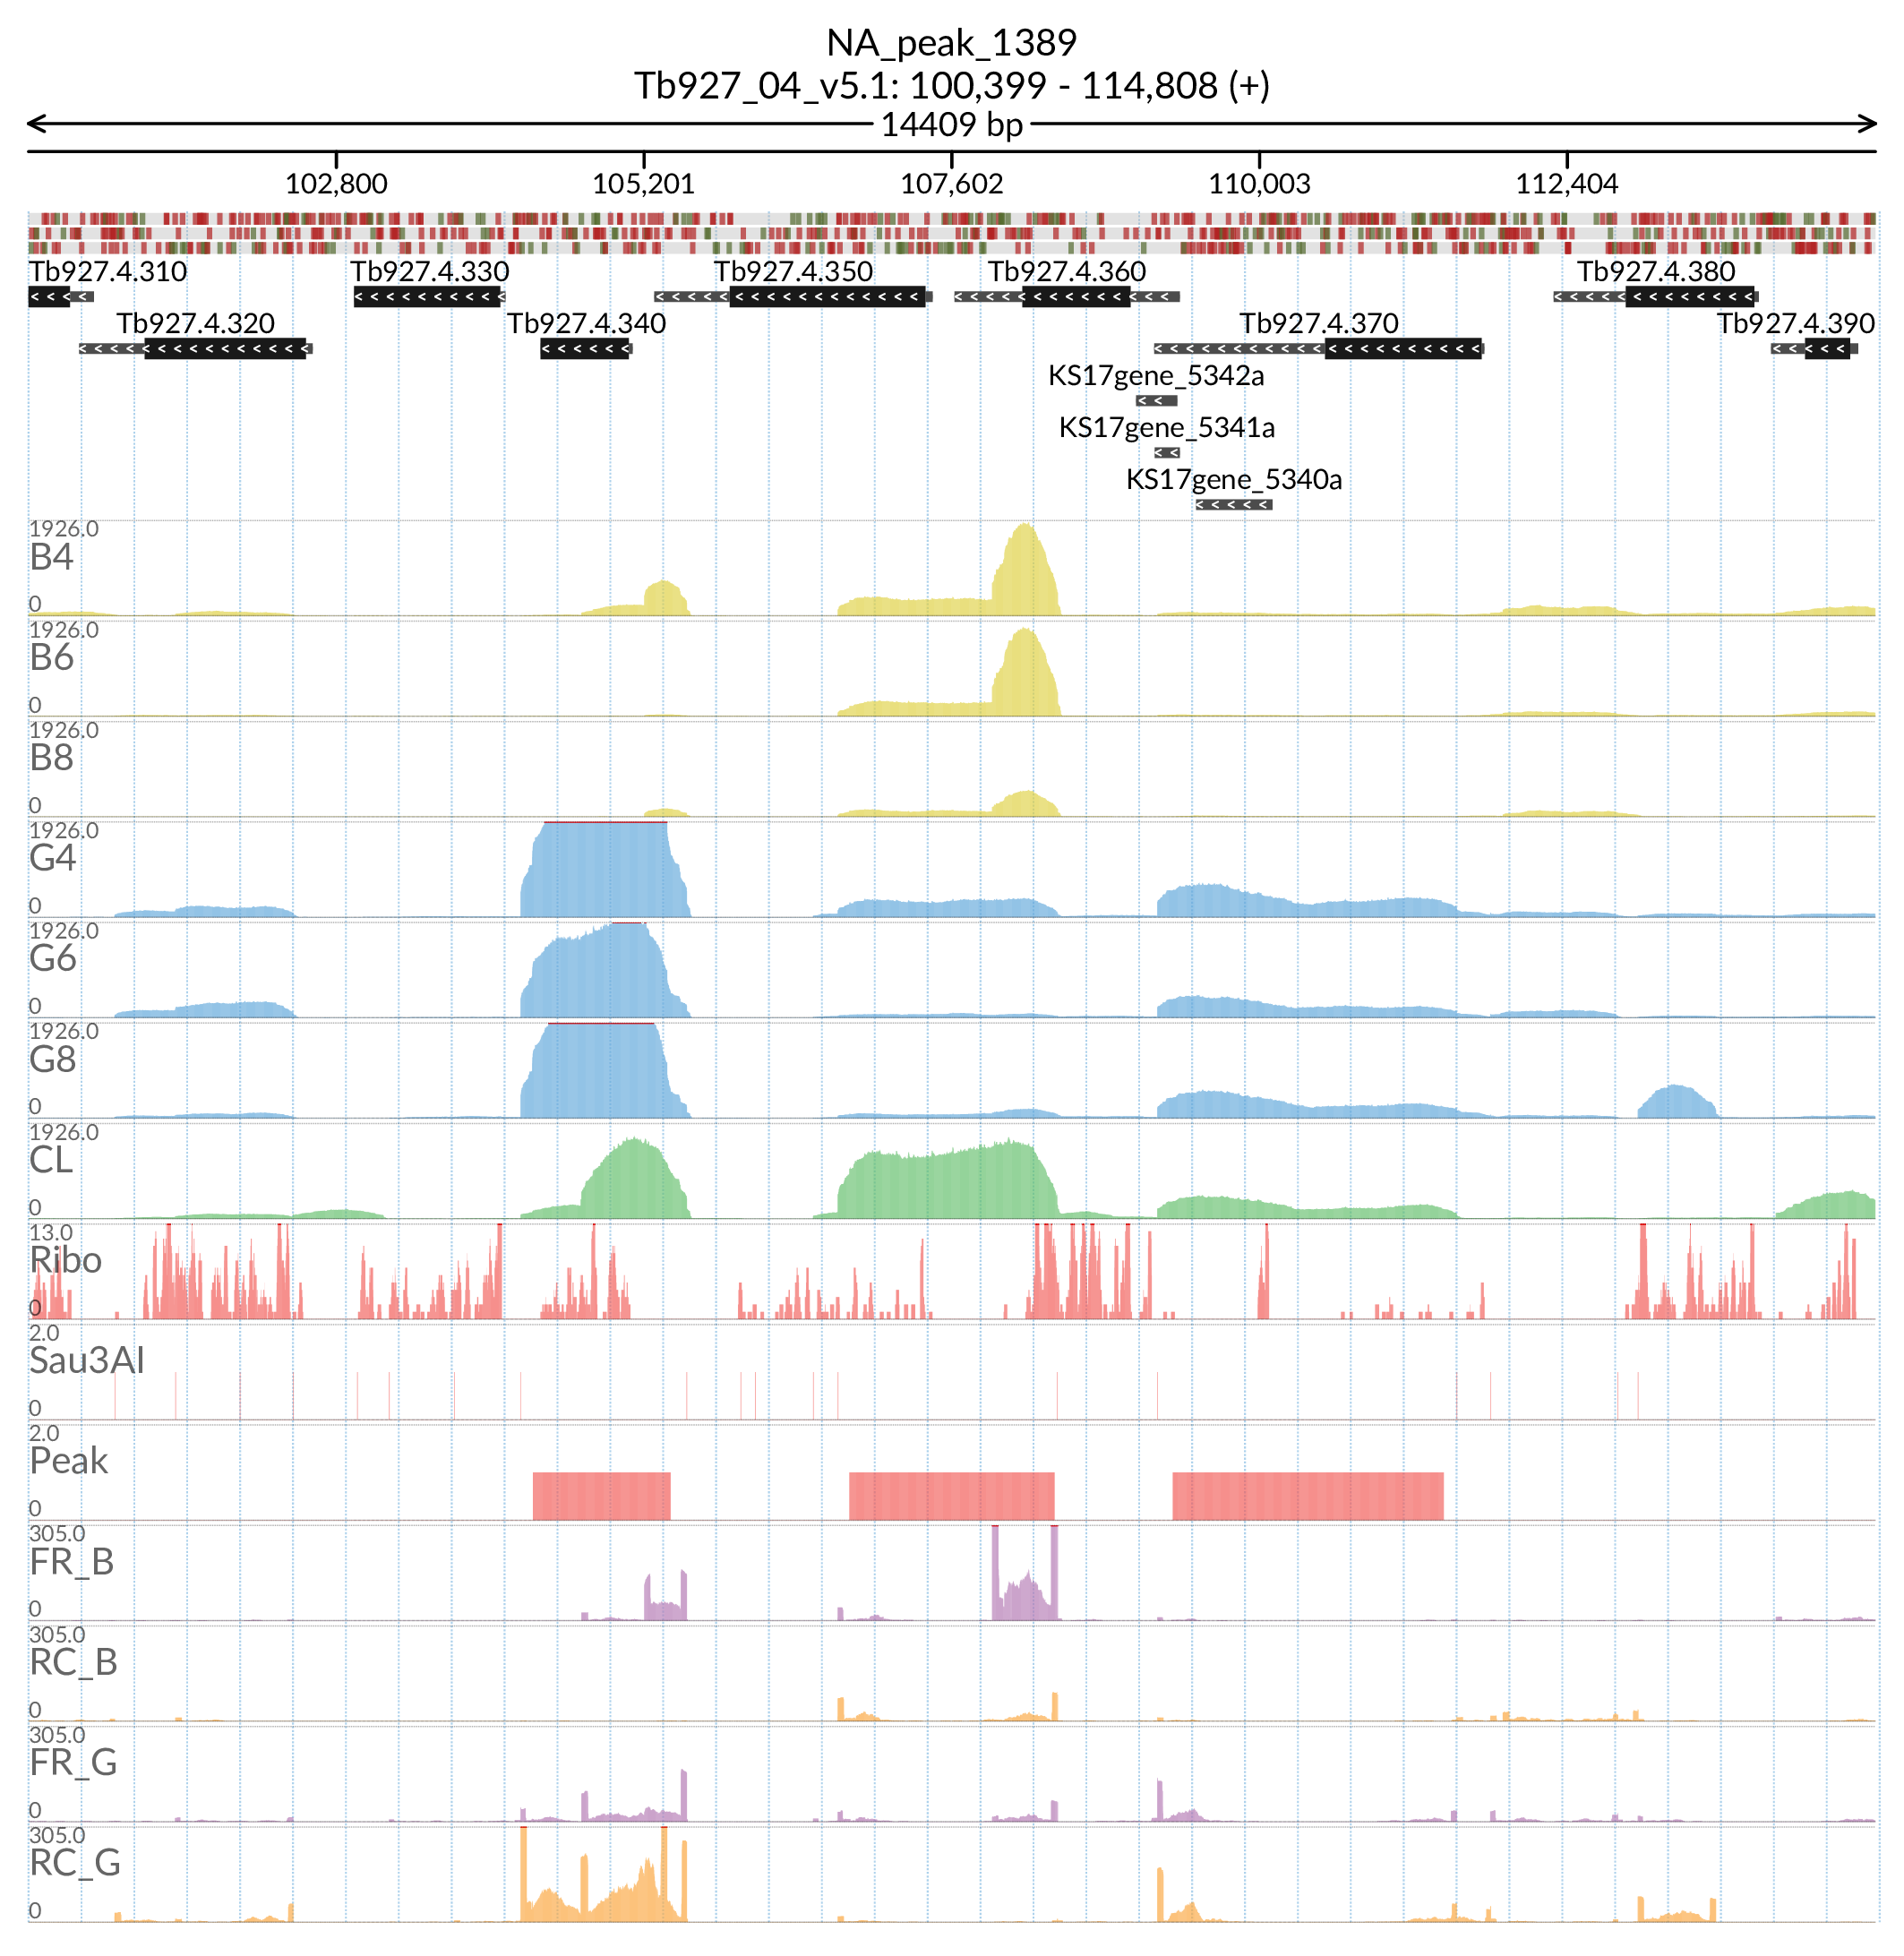 NA_peak_1389
Tb927_04_v5.1: 100,399 - 114,808 (+)
14409 bp
102,800 105,201 107,602 110,003 112,404
Tb927.4.310 Tb927.4.330 Tb927.4.350 Tb927.4.360 Tb927.4.380
Tb927.4.320 Tb927.4.340 Tb927.4.370 Tb927.4.390
KS17gene_5342a
KS17gene_5341a
KS17gene_5340a
1926.0
B4
0
1926.0
B6
0
1926.0
B8
0
1926.0
G4
0
1926.0
G6
0
1926.0
G8
0
1926.0
CL
0
13.0
Ribo
0
2.0
Sau3AI
0
2.0
Peak
0
305.0
FR_B
0
305.0
RC_B
0
305.0
FR_G
0
305.0
RC_G
0